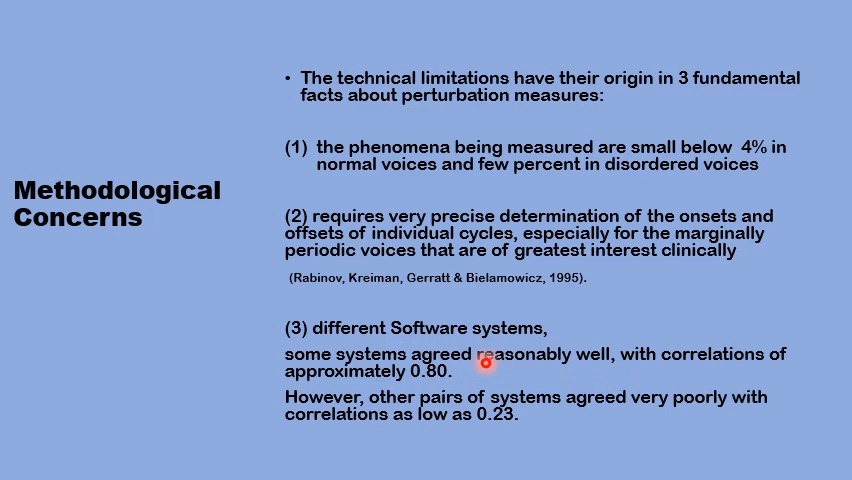 Methodological
Concerns
• The technical limitations have their origin in 3 fundamental
facts about perturbation measures:
(1) the phenomena being measured are small below 4% in
normal voices and few percent in disordered voices
(2) requires very precise determination of the onsets and
offsets of individual cycles, especially for the marginally
periodic voices that are of greatest interest clinically
(Rabinov, Kreiman, Gerratt & Bielamowicz, 1995).
(3) different Software systems,
some systems agreed reasonably well, with correlations of
approximately 0.80.
However, other pairs of systems agreed very poorly with
correlations as low as 0.23.